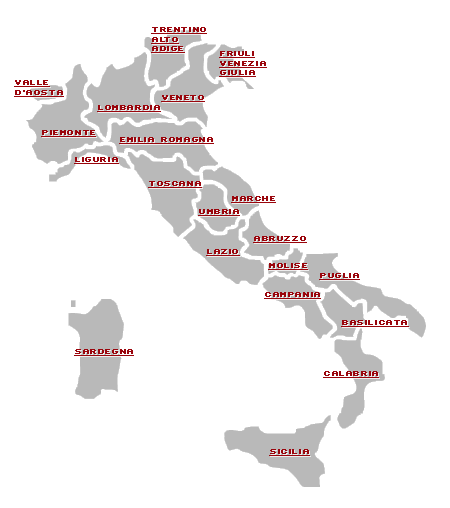 TRENTINO
ALTO
ADIGE
FRIULI
VENEZIA
GIULIA
VALLE
D'AOSTA
VENETO
LOMBARDIA
PIEMONTE
EMILIA ROMAGNA
LIGURIA
TOSCANA
MARCHE
UMBRIA
ABRUZZO
LAZIO
MOLISE
PUGLIA
CAMPANIA
BASILICATA
SARDEGNA
CALABRIA
SICILIA